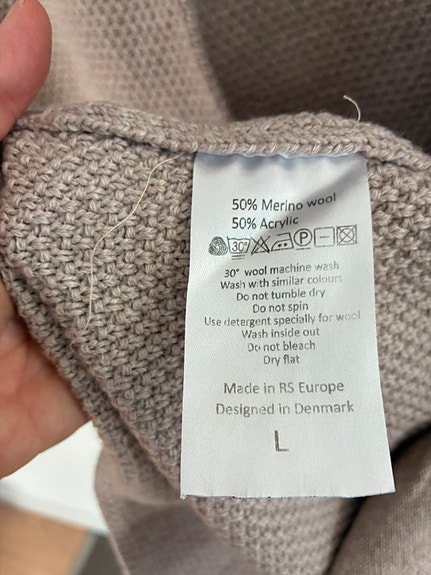 50% Merino wool
50% Acrylic
30° P
30° wool machine wash
Wash with similar colours
Do not tumble dry
Do not spin
Use detergent specially for wool
Wash inside out
Do not bleach
Dry flat
Made in RS Europe
Designed in Denmark
L